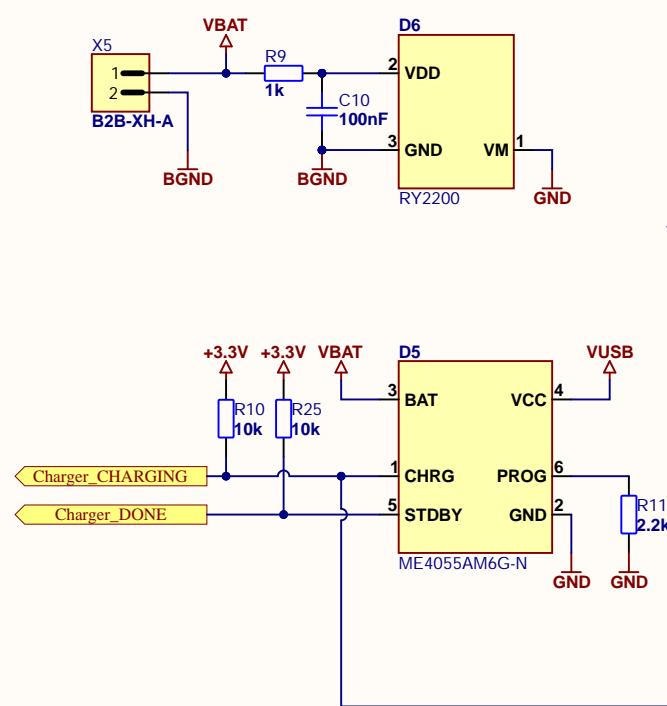 VBAT
X5
1
2
B2B-XH-A
BGND
R9
1k
C10
100nF
BGND
D6
2
VDD
3
GND
VM
1
RY2200
GND
+3.3V
+3.3V
VBAT
R10
10k
R25
10k
Charger_CHARGING
Charger_DONE
D5
3
BAT
VCC
4
1
CHRG
PROG
6
5
STDBY
GND
2
ME4055AM6G-N
VUSB
GND
R11
2.2k
GND